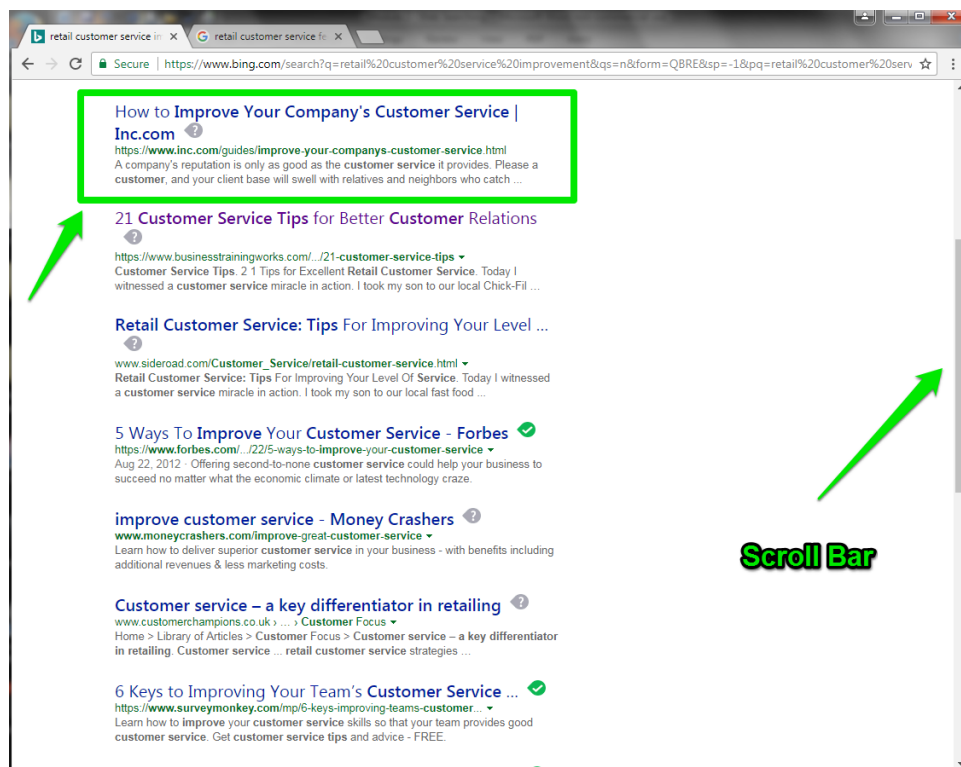 retail customer service im
retail customer service fe
Secure | https://www.bing.com/search?q=retail%20customer%20service%20improvement&qs=n&form=QBRE&sp=-1&pq=retail%20customer%20serv
How to Improve Your Company's Customer Service |
Inc.com
https://www.inc.com/guides/improve-your-companys-customer-service.html
A company's reputation is only as good as the customer service it provides. Please a
customer, and your client base will swell with relatives and neighbors who catch ...
21 Customer Service Tips for Better Customer Relations
https://www.businesstrainingworks.com/.../21-customer-service-tips
Customer Service Tips. 2 1 Tips for Excellent Retail Customer Service. Today I
witnessed a customer service miracle in action. I took my son to our local Chick-Fil ...
Retail Customer Service: Tips For Improving Your Level ...
www.sideroad.com/Customer_Service/retail-customer-service.html
Retail Customer Service: Tips For Improving Your Level Of Service. Today I witnessed
a customer service miracle in action. I took my son to our local fast food ...
5 Ways To Improve Your Customer Service - Forbes
https://www.forbes.com/.../22/5-ways-to-improve-your-customer-service
Aug 22, 2012 · Offering second-to-none customer service could help your business to
succeed no matter what the economic climate or latest technology craze.
improve customer service - Money Crashers
www.moneycrashers.com/improve-great-customer-service
Learn how to deliver superior customer service in your business - with benefits including
additional revenues & less marketing costs.
Scroll Bar
Customer service – a key differentiator in retailing
www.customerchampions.co.uk › ... › Customer Focus
Home > Library of Articles > Customer Focus > Customer service – a key differentiator
in retailing. Customer service ... retail customer service strategies ...
6 Keys to Improving Your Team's Customer Service ...
https://www.surveymonkey.com/mp/6-keys-improving-teams-customer...
Learn how to improve your customer service skills so that your team provides good
customer service. Get customer service tips and advice - FREE.